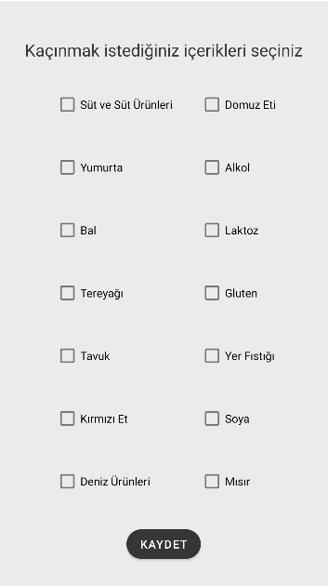 Kaçınmak istediğiniz içerikleri seçiniz
Süt ve Süt Ürünleri
Domuz Eti
Yumurta
Alkol
Bal
Laktoz
Tereyağı
Gluten
Tavuk
Yer Fıstığı
Kırmızı Et
Soya
Deniz Ürünleri
Mısır
KAYDET